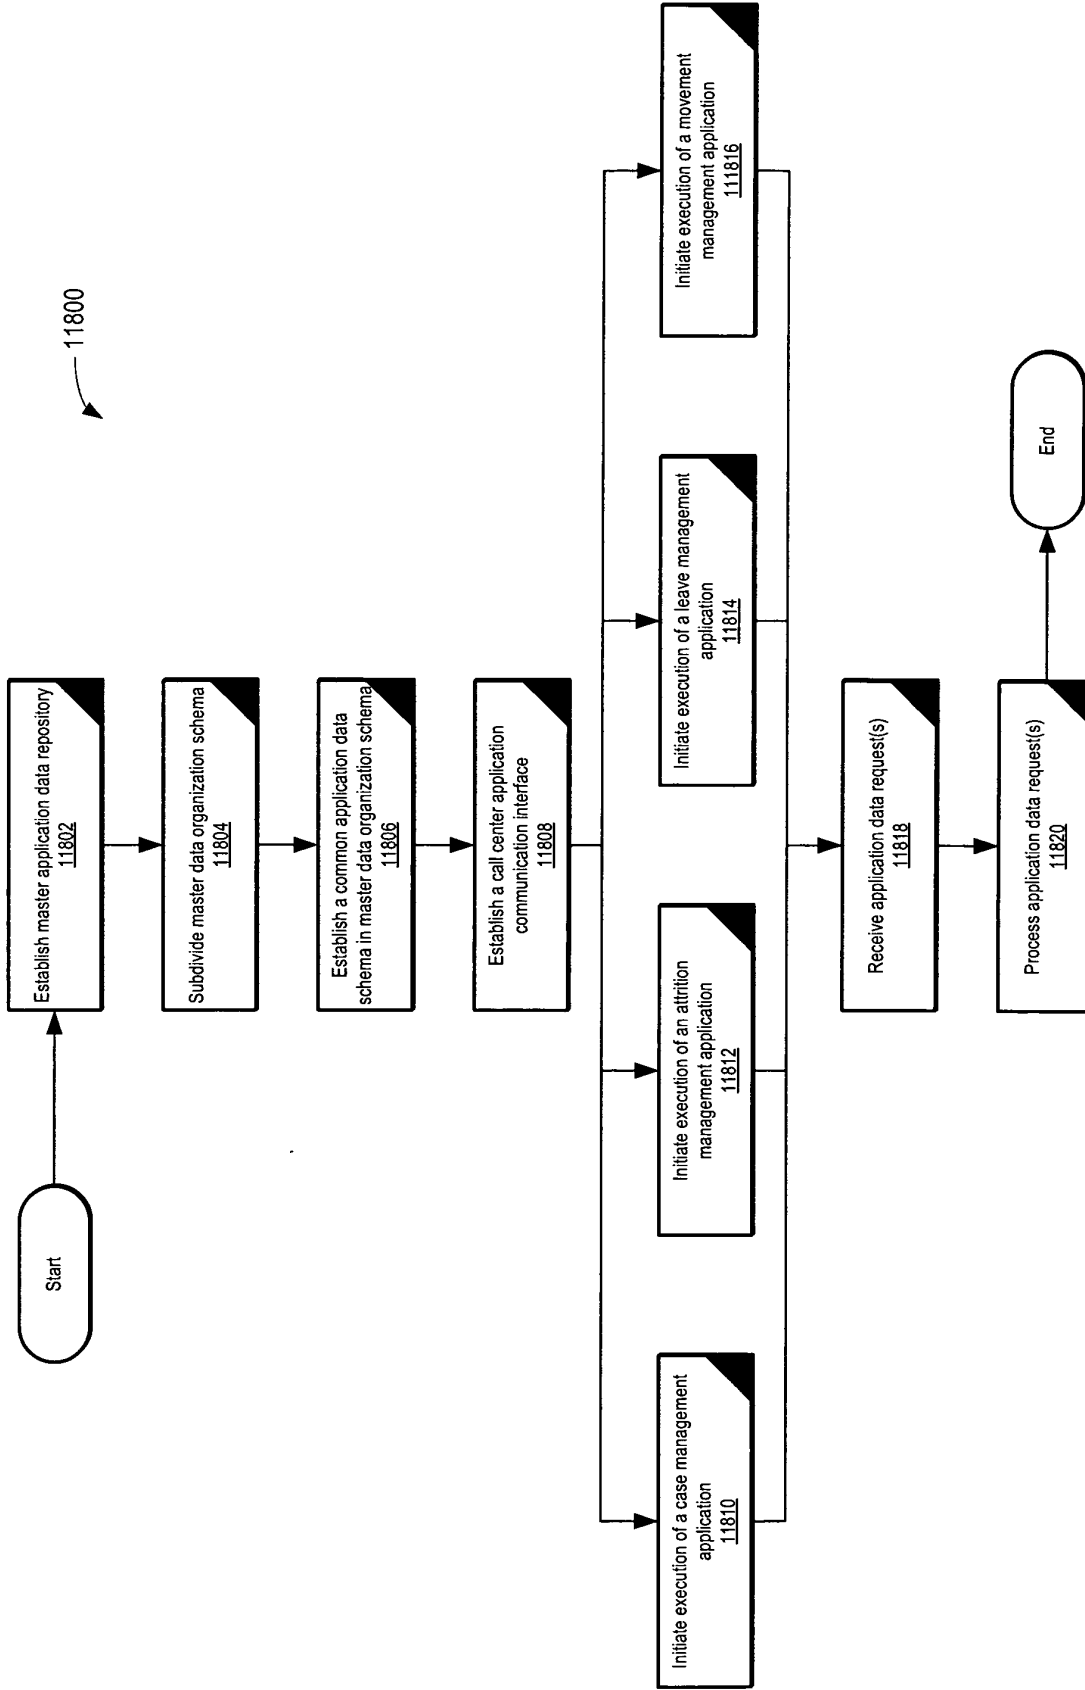 11800
Start
Establish master application data repository
11802
Subdivide master data organization schema
11804
Establish a common application data
schema in master data organization schema
11806
Establish a call center application
communication interface
11808
Initiate execution of a case management
application
11810
Initiate execution of an attrition
management application
11812
Initiate execution of a leave management
application
11814
Initiate execution of a movement
management application
111816
Receive application data request(s)
11818
Process application data request(s)
11820
End